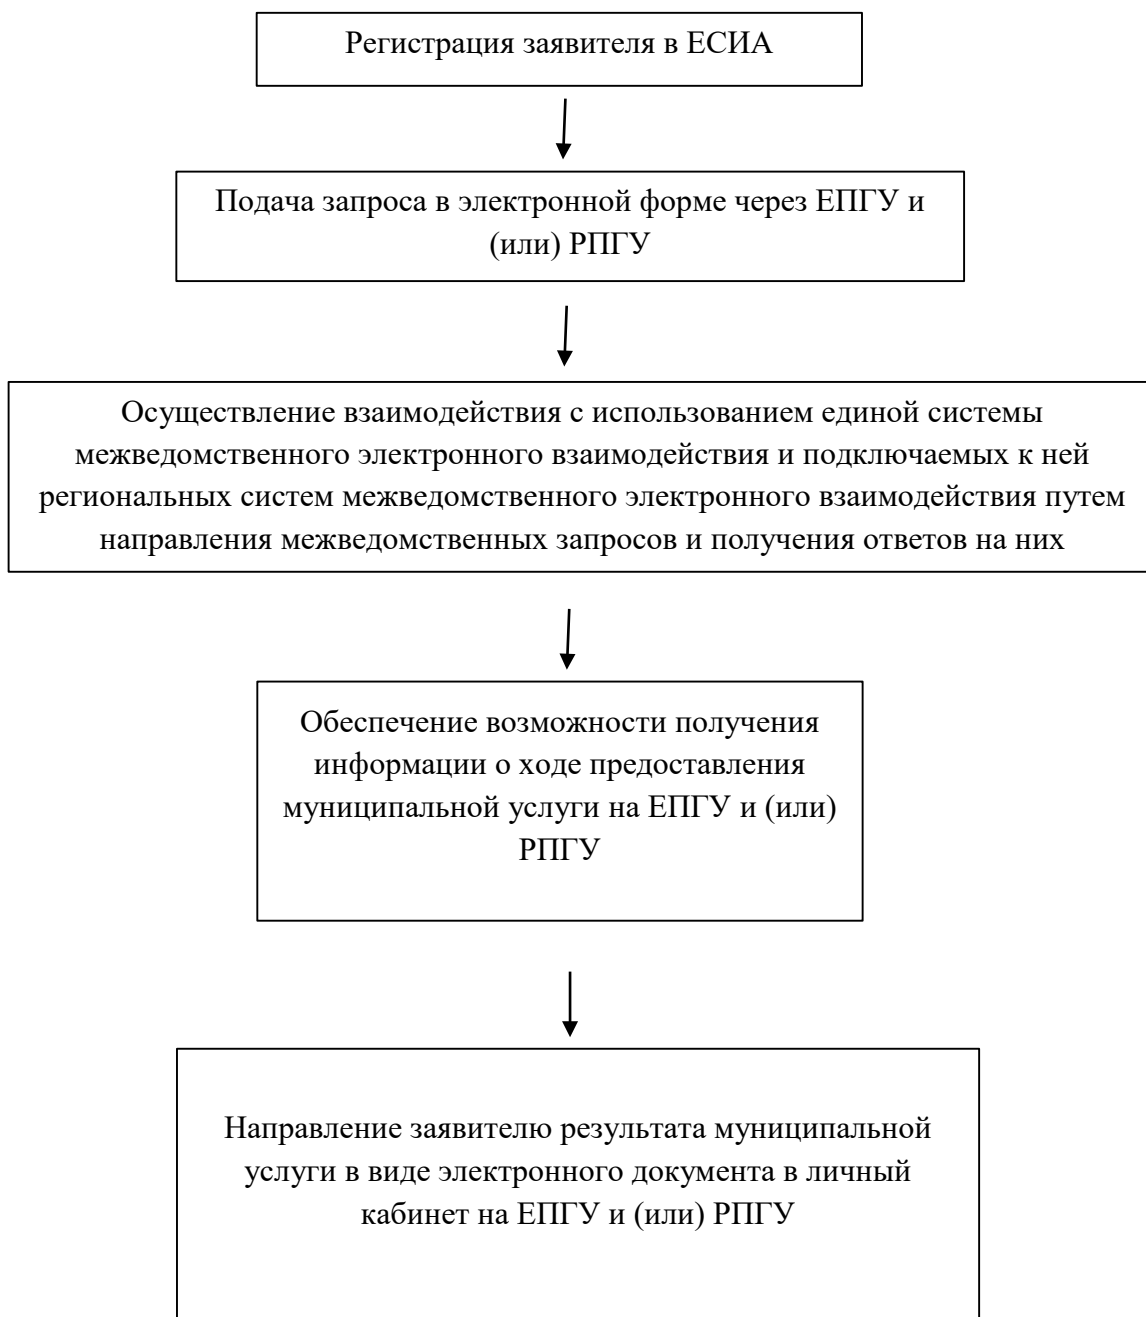 Регистрация заявителя в ЕСИА
Подача запроса в электронной форме через ЕПГУ и
(или) РПГУ
Осуществление взаимодействия с использованием единой системы
межведомственного электронного взаимодействия и подключаемых к ней
региональных систем межведомственного электронного взаимодействия путем
направления межведомственных запросов и получения ответов на них
Обеспечение возможности получения
информации о ходе предоставления
муниципальной услуги на ЕПГУ и (или)
РПГУ
Направление заявителю результата муниципальной
услуги в виде электронного документа в личный
кабинет на ЕПГУ и (или) РПГУ